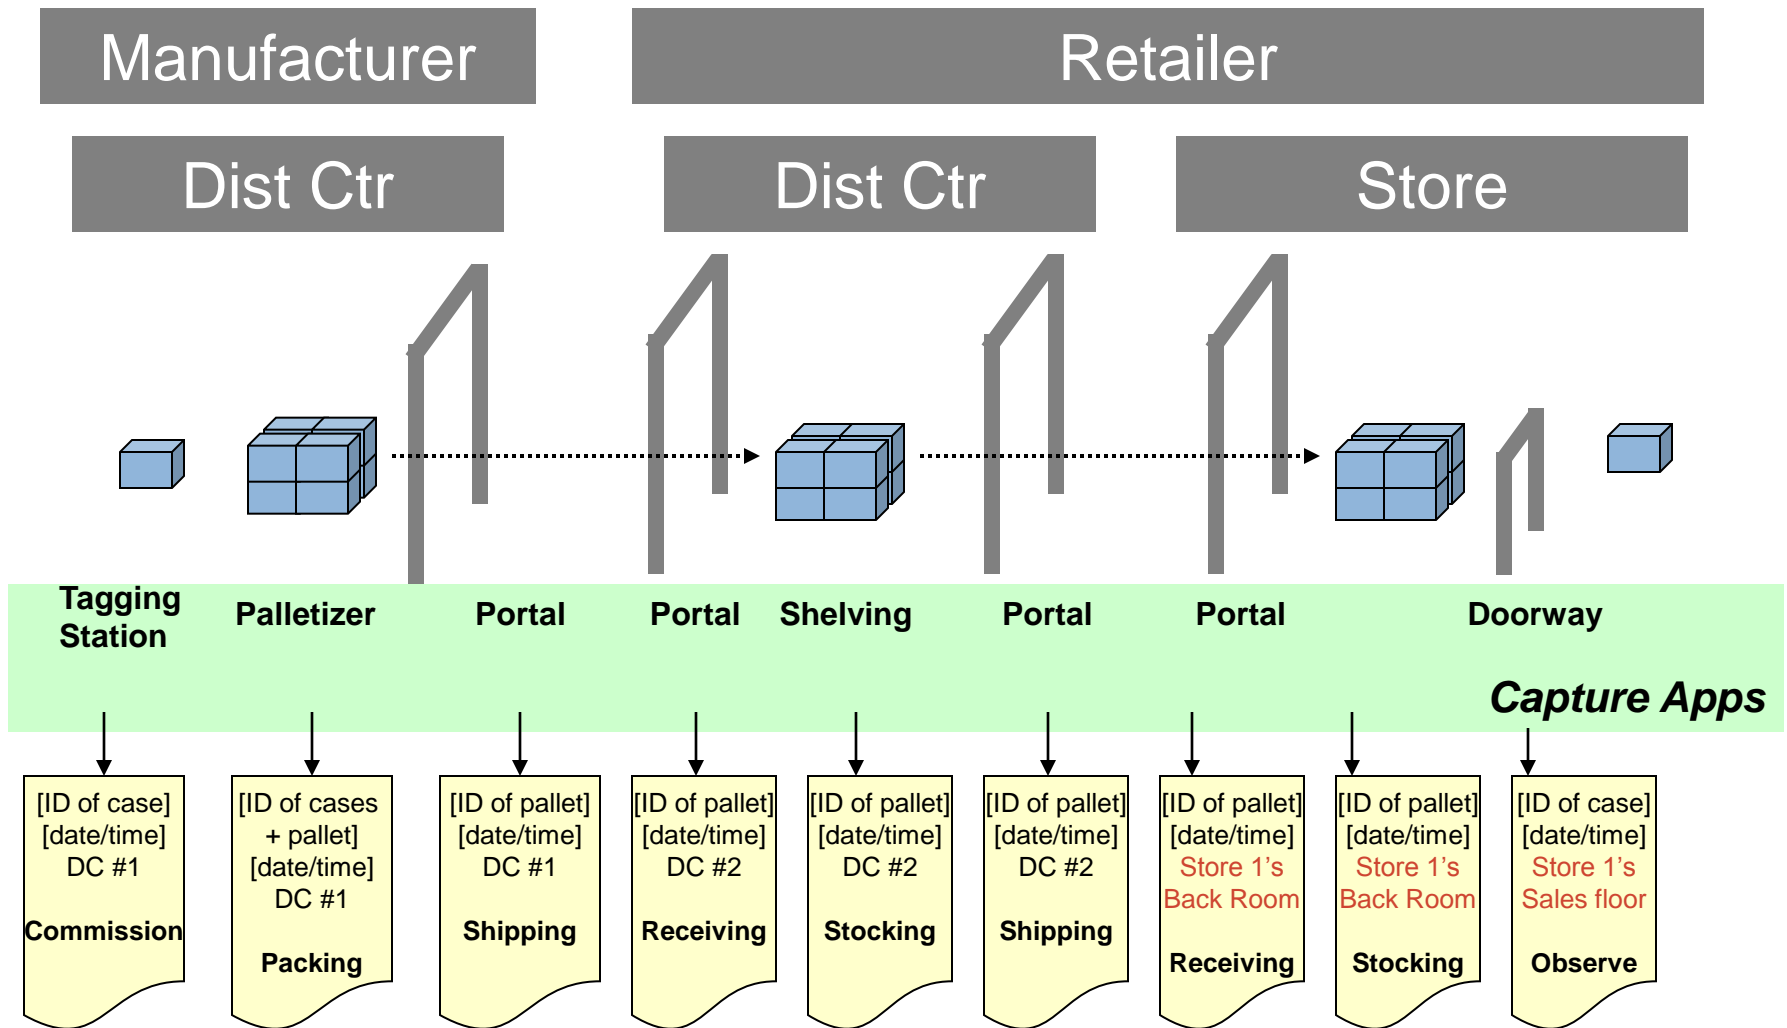 Manufacturer
Retailer
Dist Ctr
Dist Ctr
Store
Tagging
Station
Palletizer
Portal
Portal
Shelving
Portal
Portal
Doorway
Capture Apps
[ID of case]
[date/time]
DC #1
Commission
[ID of cases
+ pallet]
[date/time]
DC #1
Packing
[ID of pallet]
[date/time]
DC #1
Shipping
[ID of pallet]
[date/time]
DC #2
Receiving
[ID of pallet]
[date/time]
DC #2
Stocking
[ID of pallet]
[date/time]
DC #2
Shipping
[ID of pallet]
[date/time]
Store 1’s
Back Room
Receiving
[ID of pallet]
[date/time]
Store 1’s
Back Room
Stocking
[ID of case]
[date/time]
Store 1’s
Sales floor
Observe